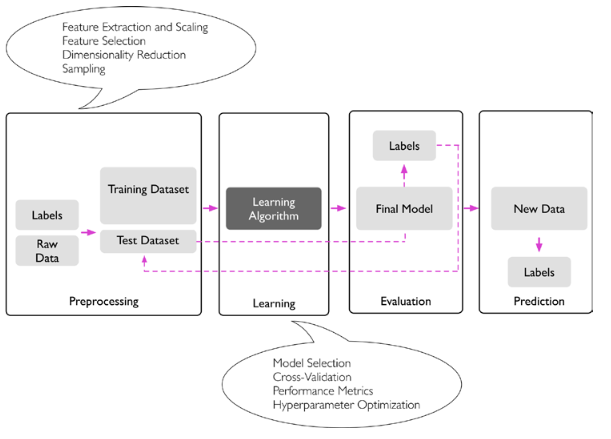 Feature Extraction and Scaling
Feature Selection
Dimensionality Reduction
Sampling
Labels
Raw
Data
Training Dataset
Test Dataset
Preprocessing
Learning
Algorithm
Learning
Labels
Final Model
Evaluation
New Data
Labels
Prediction
Model Selection
Cross-Validation
Performance Metrics
Hyperparameter Optimization